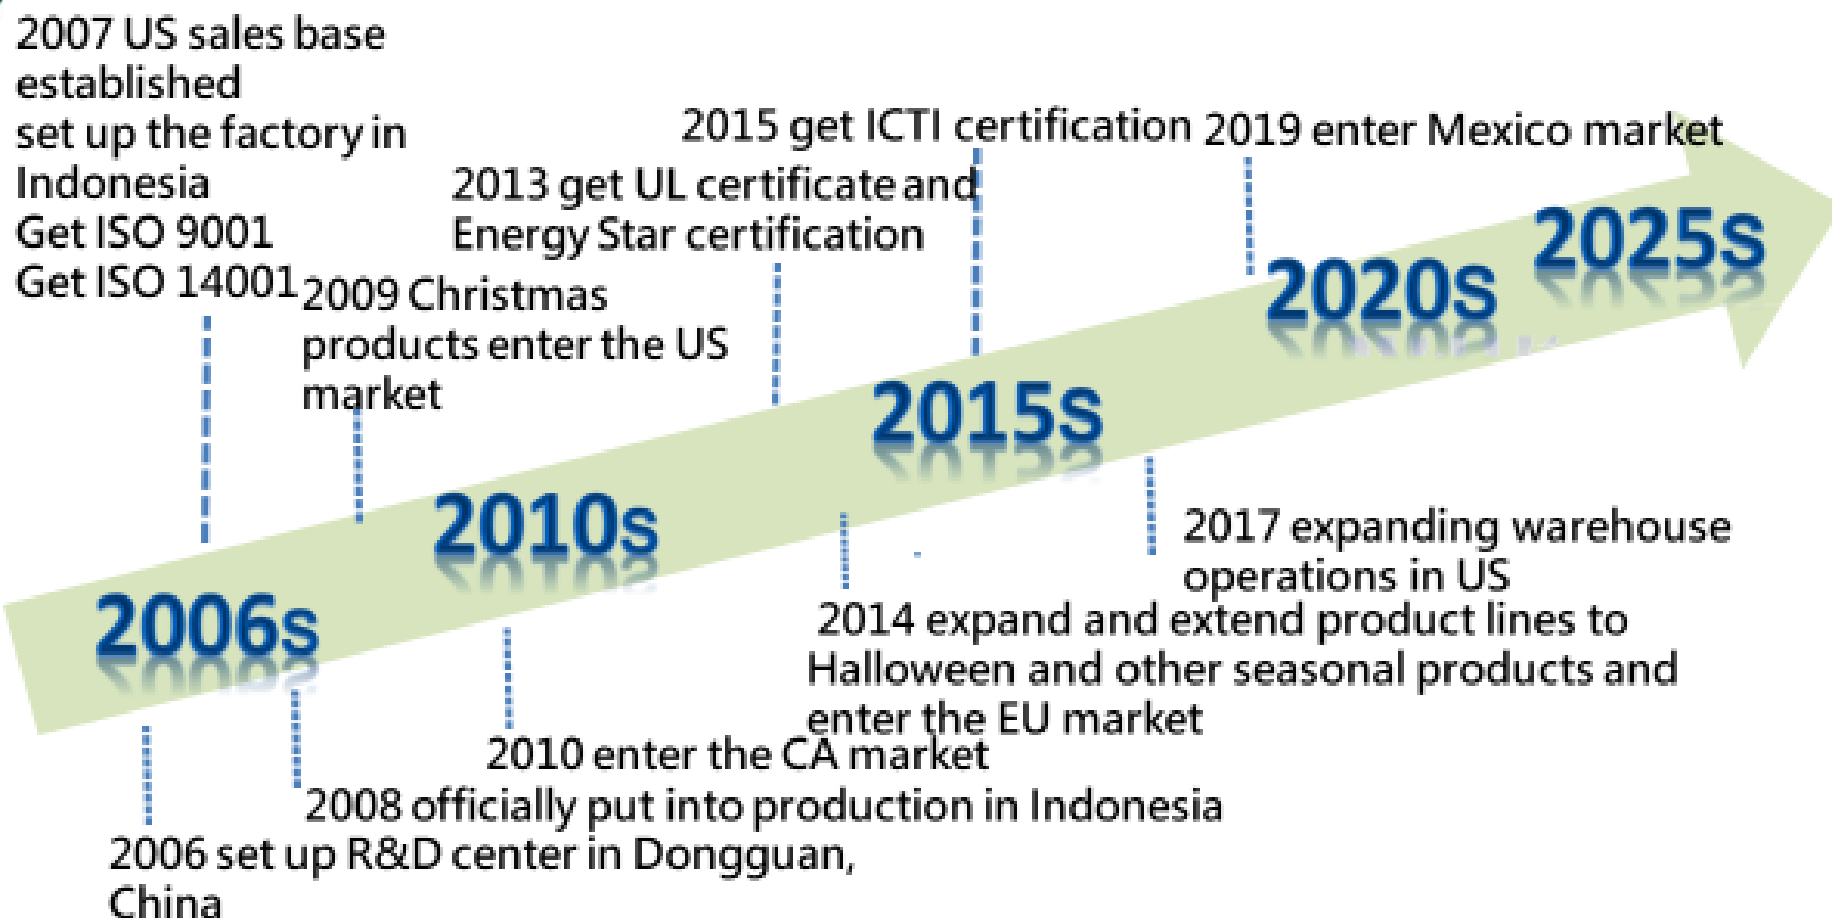 2007 US sales base
established
set up the factory in
Indonesia
Get ISO 9001
Get ISO 14001
2009 Christmas
products enter the US
market
2013 get UL certificate and
Energy Star certification
2015 get ICTI certification
2019 enter Mexico market
2006s
2010s
2015s
2020s
2025s
2017 expanding warehouse
operations in US
2014 expand and extend product lines to
Halloween and other seasonal products and
enter the EU market
2010 enter the CA market
2008 officially put into production in Indonesia
2006 set up R&D center in Dongguan,
China